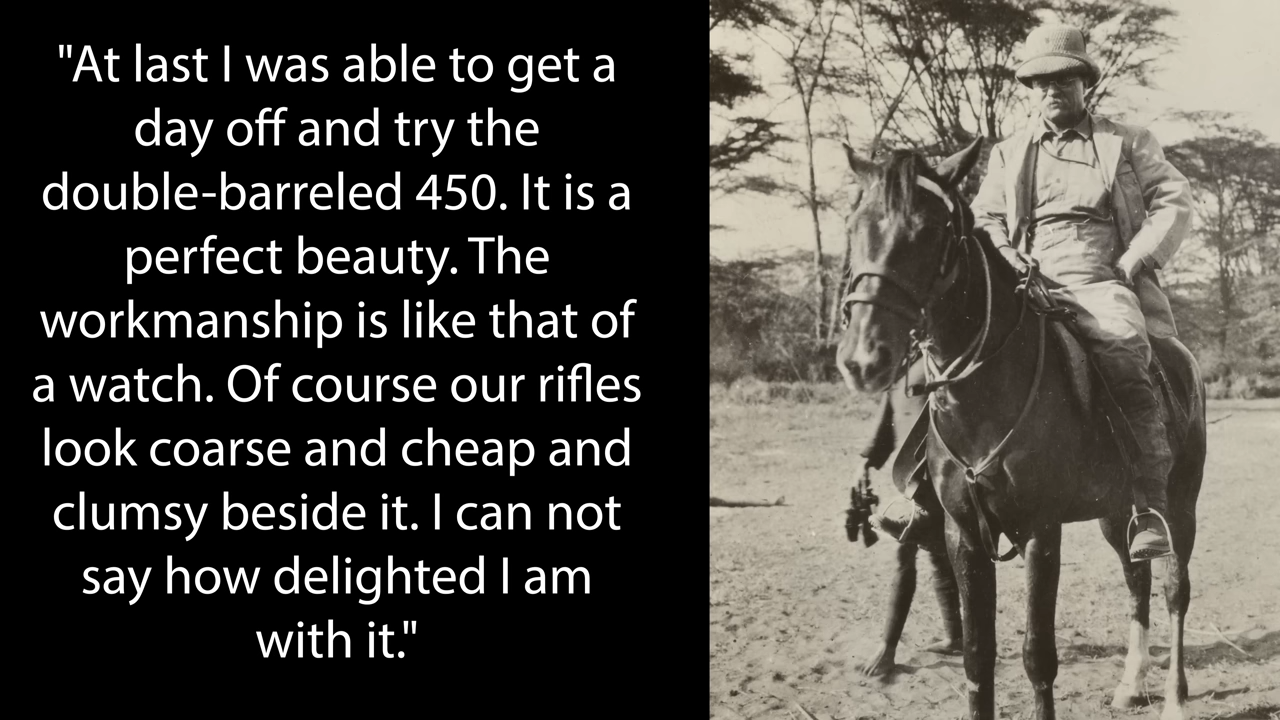 "At last I was able to get a
day off and try the
double-barreled 450. It is a
perfect beauty. The
workmanship is like that of
a watch. Of course our rifles
look coarse and cheap and
clumsy beside it. I can not
say how delighted I am
with it."